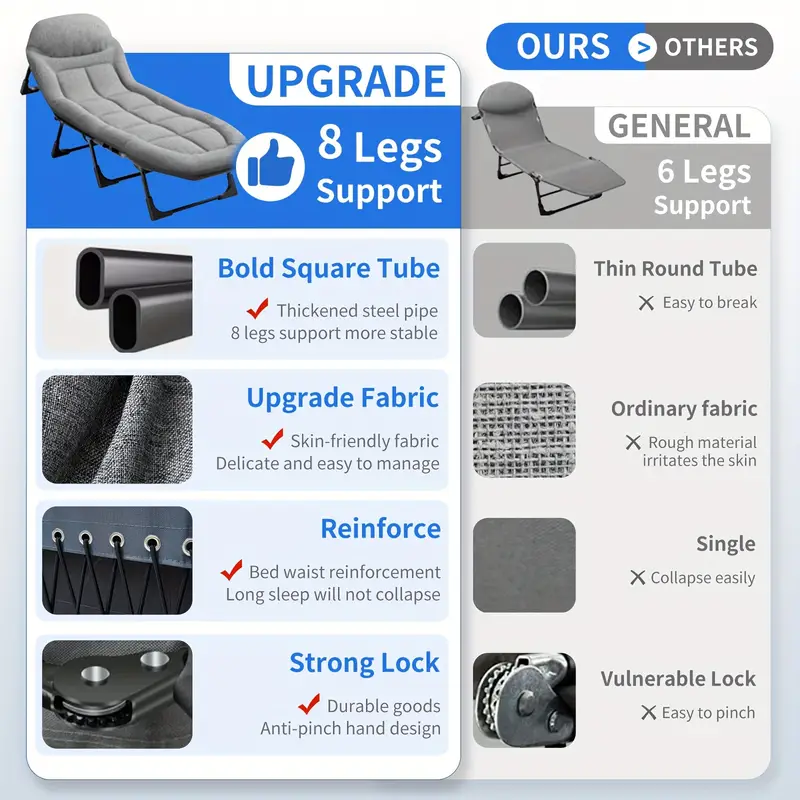 OURS > OTHERS
UPGRADE
8 Legs
Support
GENERAL
6 Legs
Support
Bold Square Tube
Thickened steel pipe
8 legs support more stable
Thin Round Tube
Easy to break
Upgrade Fabric
Skin-friendly fabric
Delicate and easy to manage
Ordinary fabric
Rough material
irritates the skin
Reinforce
Bed waist reinforcement
Long sleep will not collapse
Single
Collapse easily
Strong Lock
Durable goods
Anti-pinch hand design
Vulnerable Lock
Easy to pinch